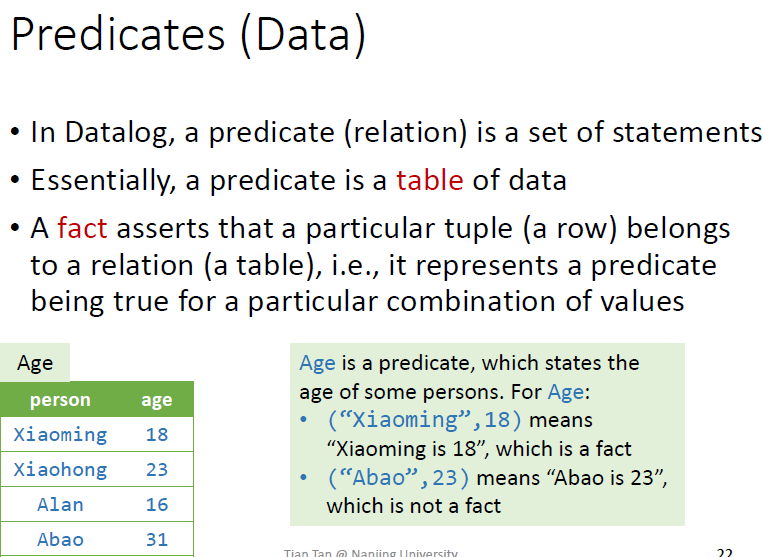 Predicates (Data)
• In Datalog, a predicate (relation) is a set of statements
• Essentially, a predicate is a table of data
• A fact asserts that a particular tuple (a row) belongs
to a relation (a table), i.e., it represents a predicate
being true for a particular combination of values
Age
person age
Xiaoming 18
Xiaohong 23
Alan 16
Abao 31
Age is a predicate, which states the
age of some persons. For Age:
• (“Xiaoming”,18) means
“Xiaoming is 18”, which is a fact
• (“Abao”,23) means “Abao is 23”,
which is not a fact
Tian Tan @ Nanjing University
22